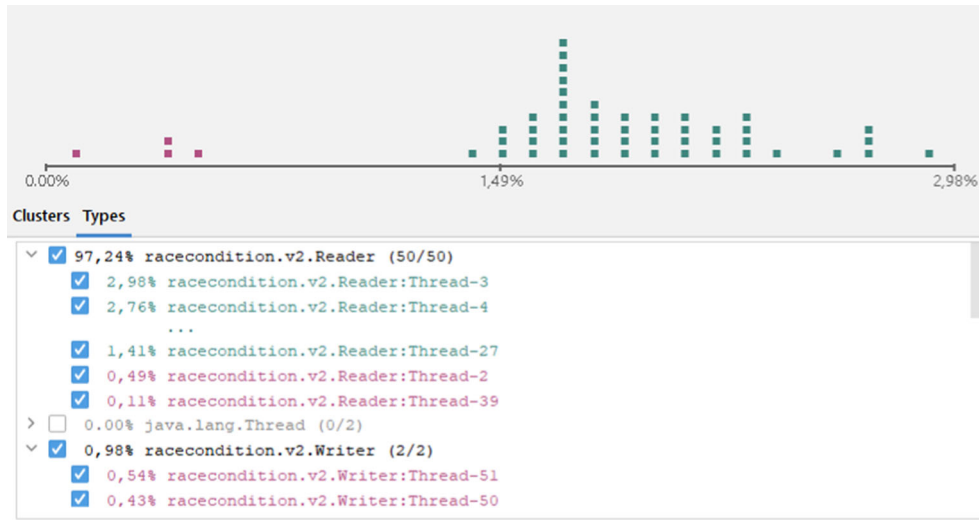 0.00% 1,49% 2,98%
Clusters Types
97,24% racecondition.v2.Reader (50/50)
2,98% racecondition.v2.Reader:Thread-3
2,76% racecondition.v2.Reader:Thread-4
...
1,41% racecondition.v2.Reader:Thread-27
0,49% racecondition.v2.Reader:Thread-2
0,11% racecondition.v2.Reader:Thread-39
0.00% java.lang.Thread (0/2)
0,98% racecondition.v2.Writer (2/2)
0,54% racecondition.v2.Writer:Thread-51
0,43% racecondition.v2.Writer:Thread-50